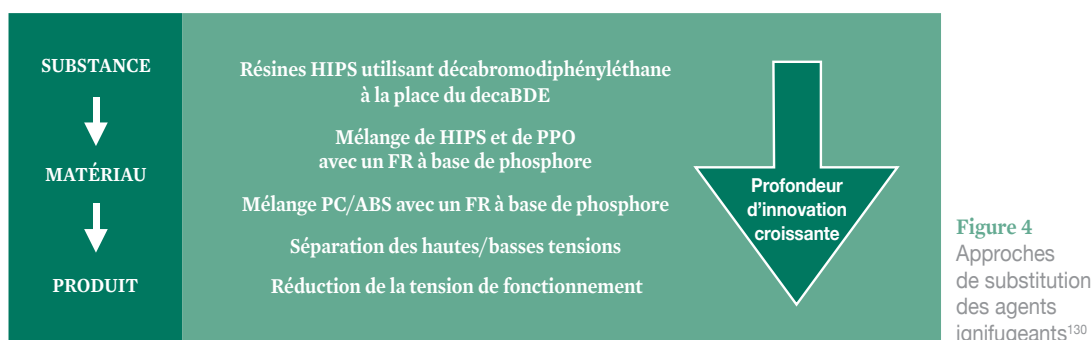 SUBSTANCE
MATÉRIAU
PRODUIT
Résines HIPS utilisant décabromodiphényléthane
à la place du decaBDE
Mélange de HIPS et de PPO
avec un FR à base de phosphore
Mélange PC/ABS avec un FR à base de phosphore
Séparation des hautes/basses tensions
Réduction de la tension de fonctionnement
Profondeur
d'innovation
croissante
Figure 4
Approches
de substitution
des agents
ignifugeants¹³⁰